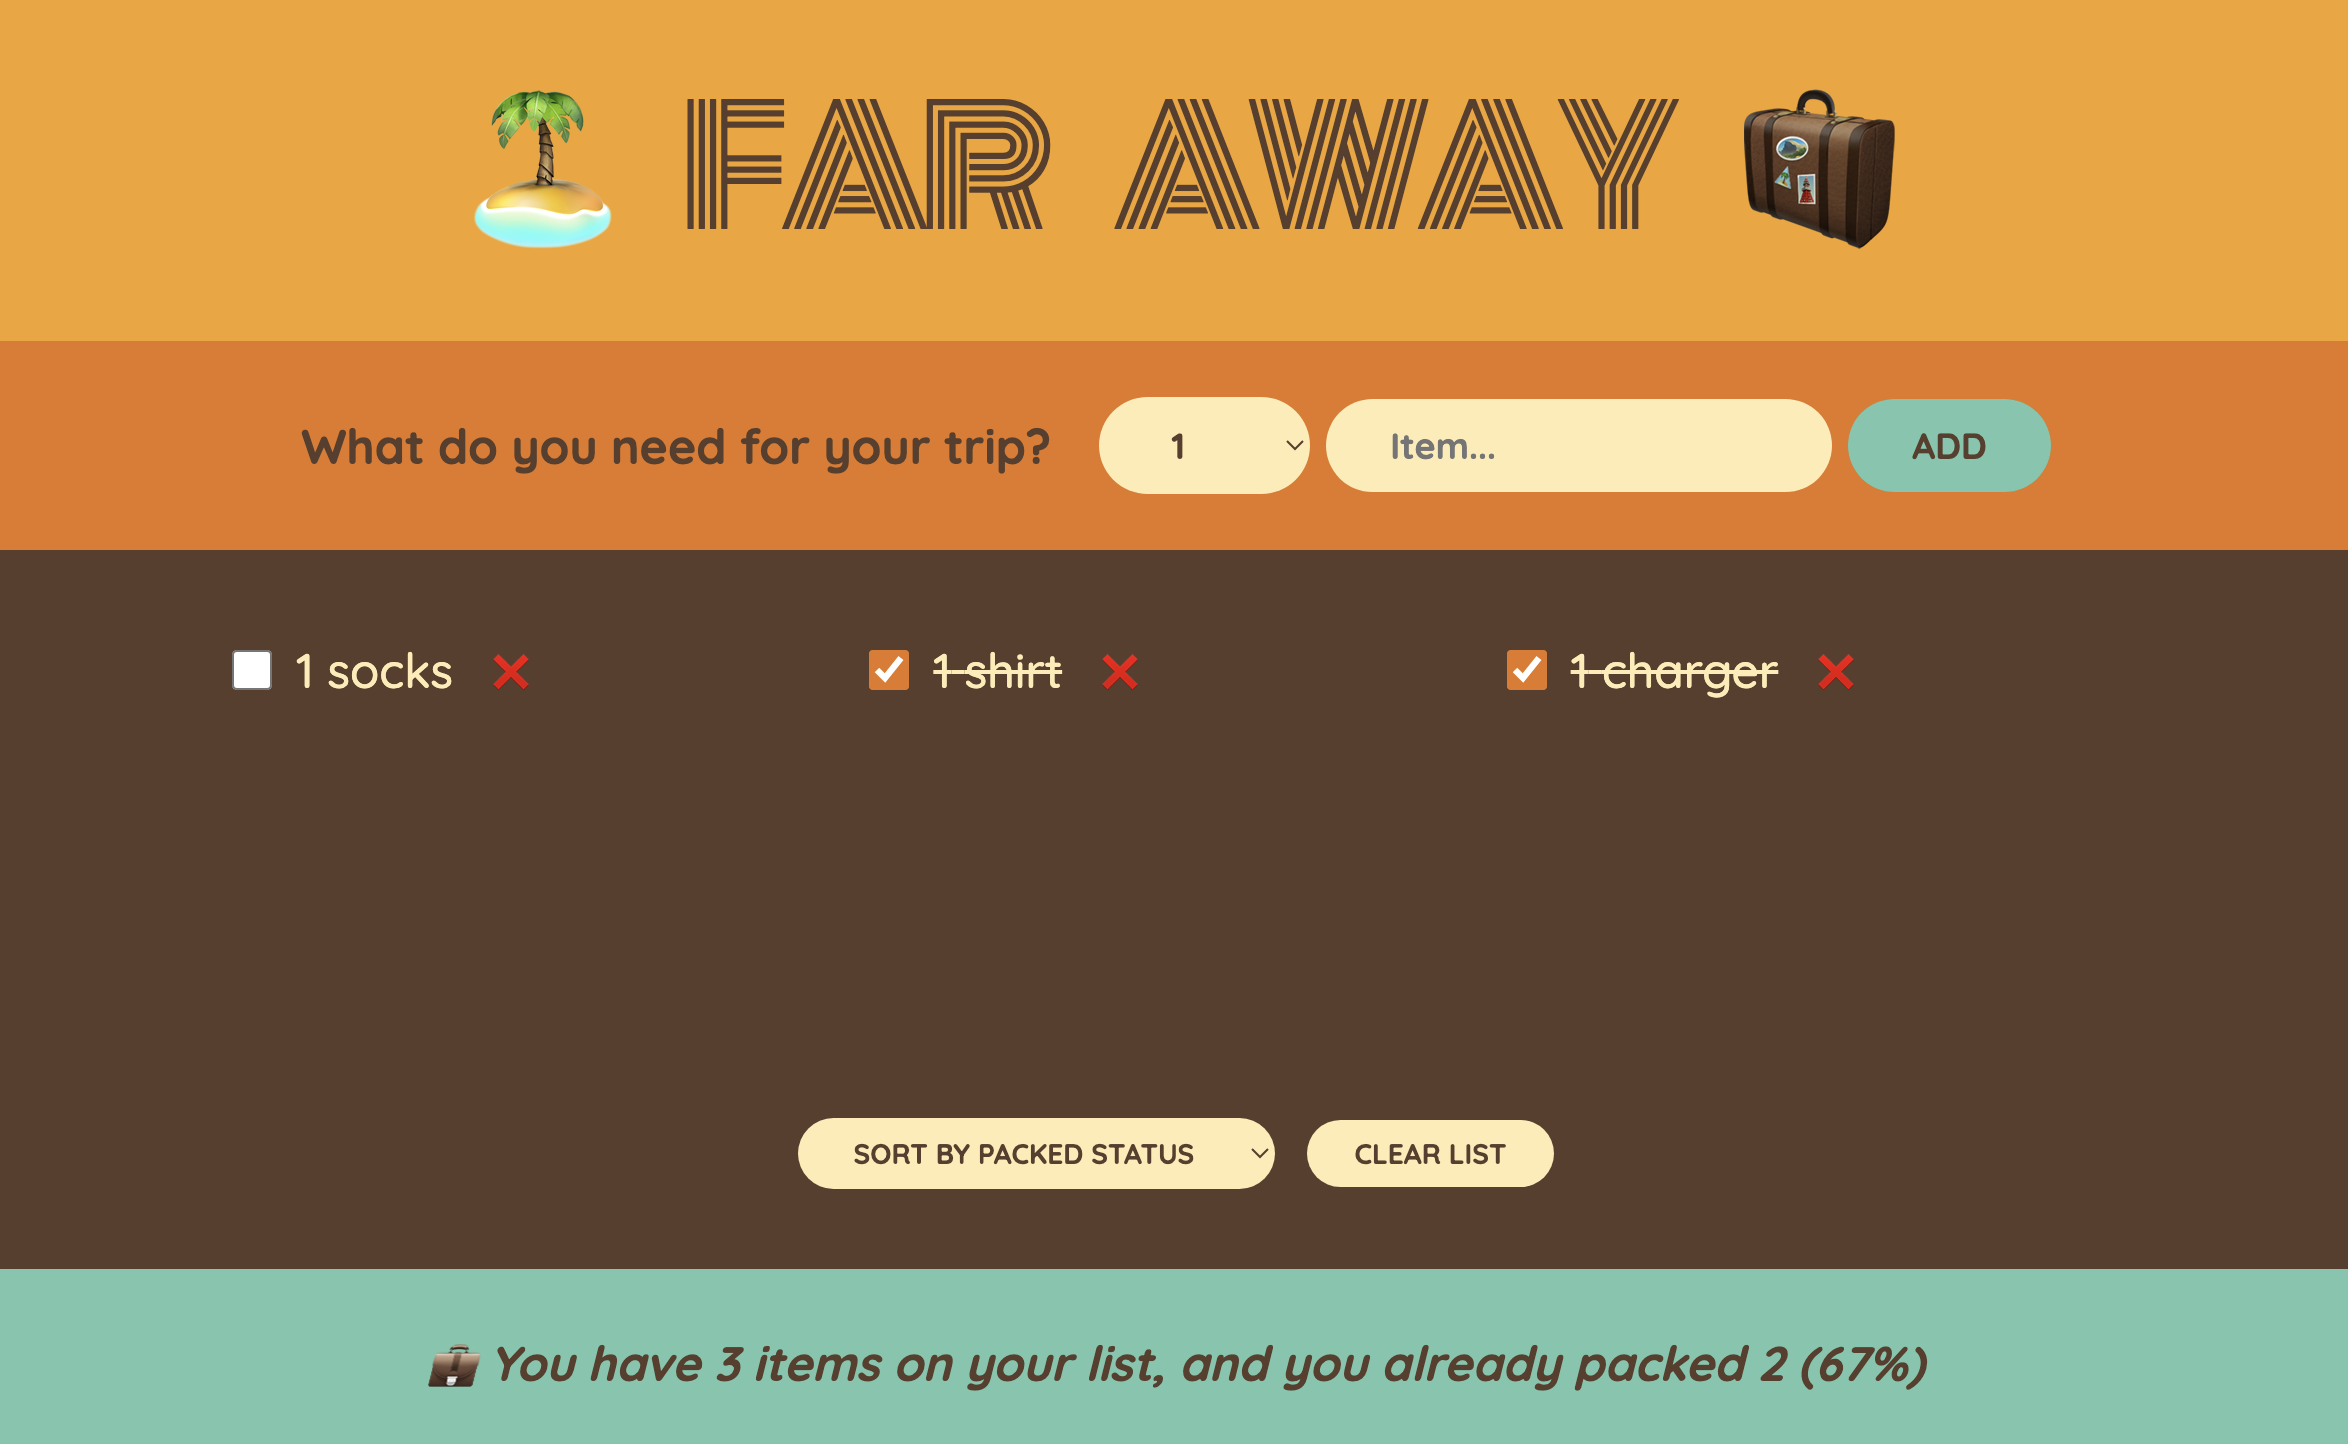 FAR AWAY
What do you need for your trip? 1 Item... ADD
1 socks 1 shirt 1 charger
SORT BY PACKED STATUS CLEAR LIST
You have 3 items on your list, and you already packed 2 (67%)